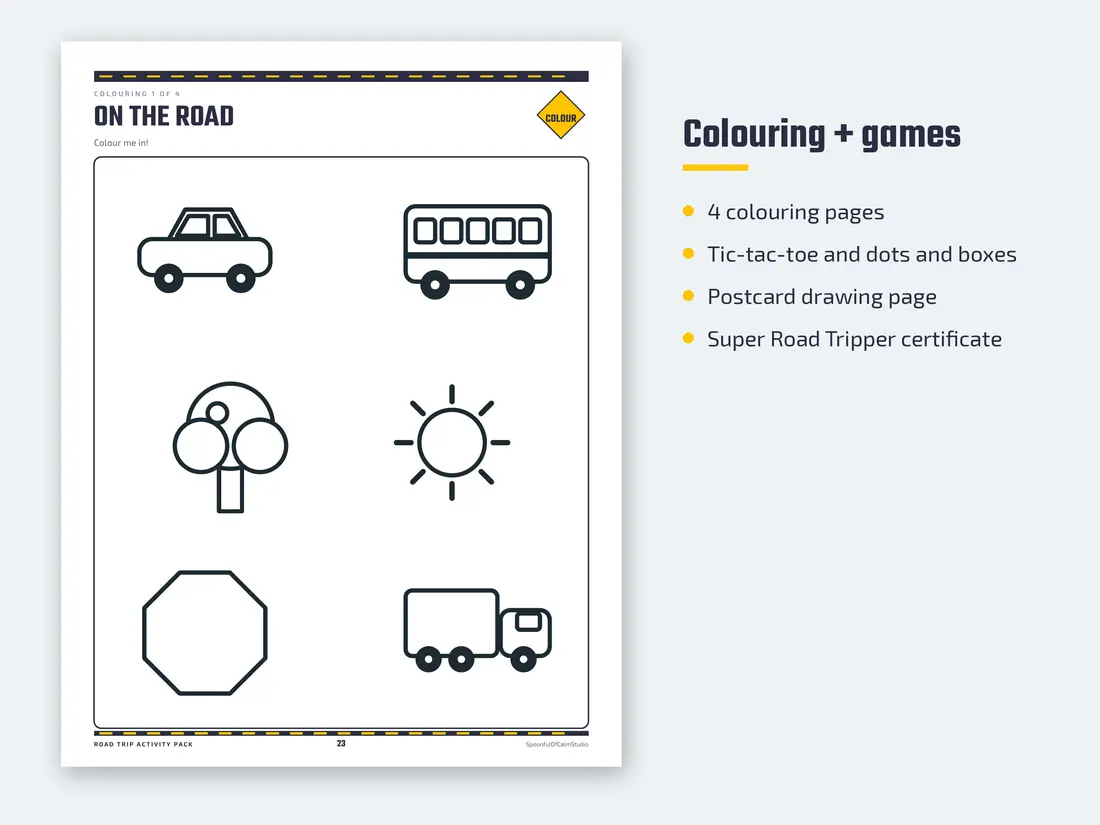 COLOURING 1 OF 4
ON THE ROAD
Colour me in!
COLOUR
ROAD TRIP ACTIVITY PACK
23
SpoonfulOfCalmStudio
Colouring + games
4 colouring pages
Tic-tac-toe and dots and boxes
Postcard drawing page
Super Road Tripper certificate